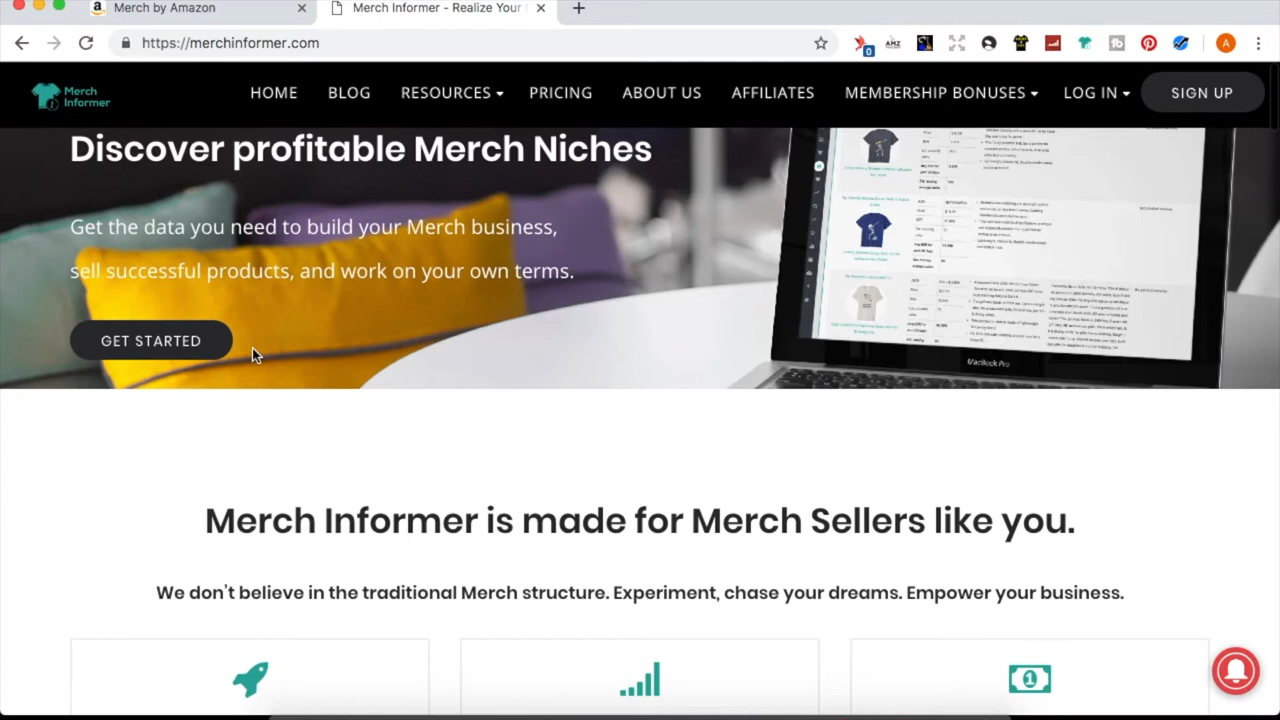 Merch by Amazon
Merch Informer - Realize Your
https://merchinformer.com
0
AMZ
tb
A
Merch
Informer
HOME
BLOG
RESOURCES
PRICING
ABOUT US
AFFILIATES
MEMBERSHIP BONUSES
LOG IN
SIGN UP
Discover profitable Merch Niches
Get the data you need to build your Merch business,
sell successful products, and work on your own terms.
GET STARTED
MacBook Pro
Merch Informer is made for Merch Sellers like you.
We don't believe in the traditional Merch structure. Experiment, chase your dreams. Empower your business.
1